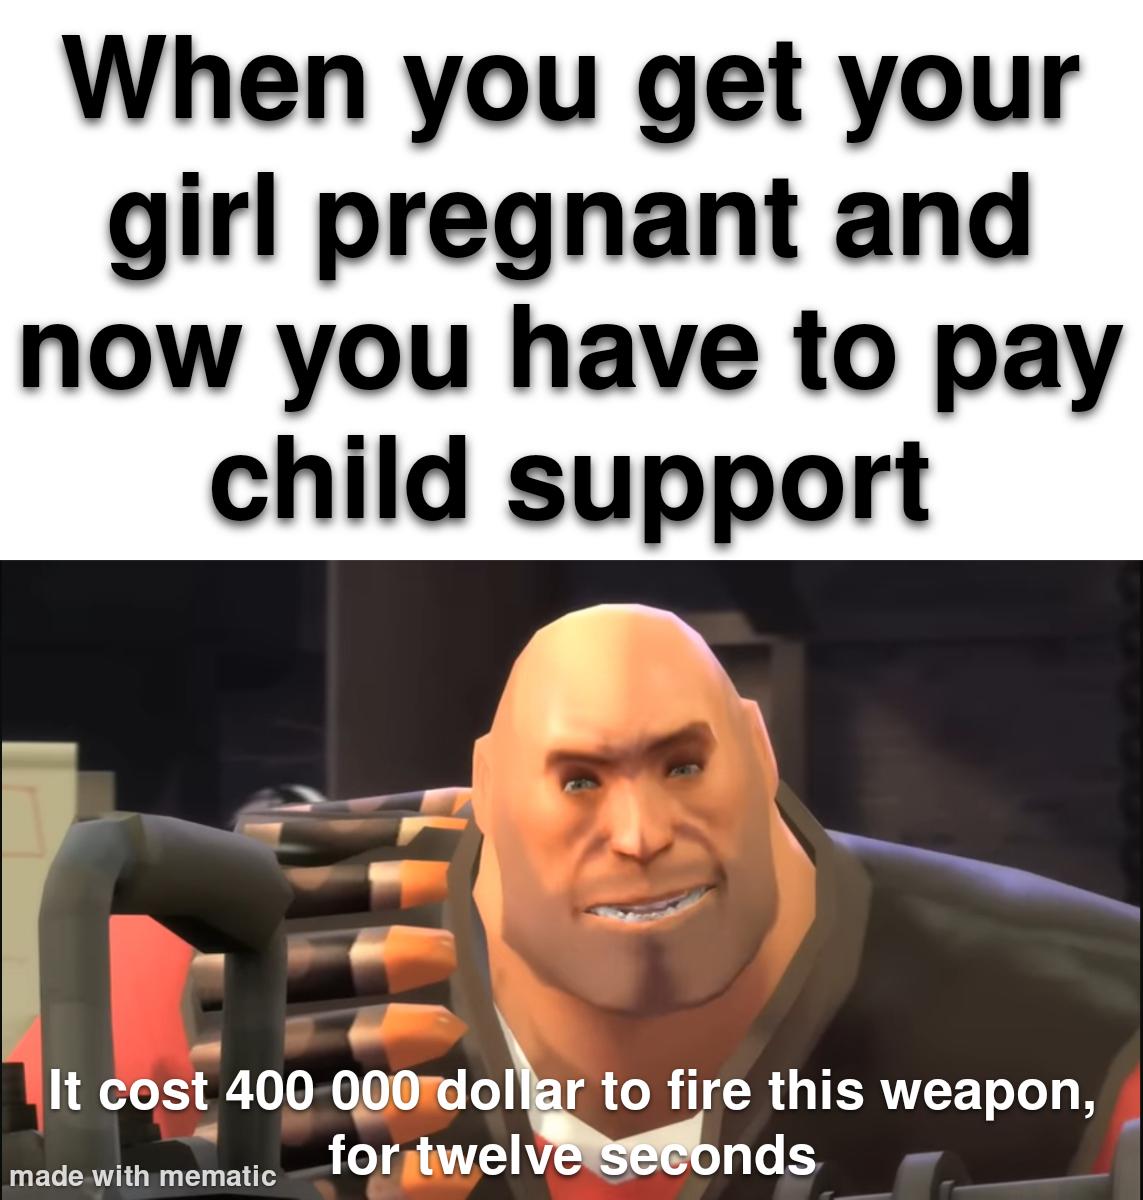 When you get your
girl pregnant and
now you have to pay
child support
It cost 400 000 dollar to fire this weapon,
for twelve seconds
made with mematic